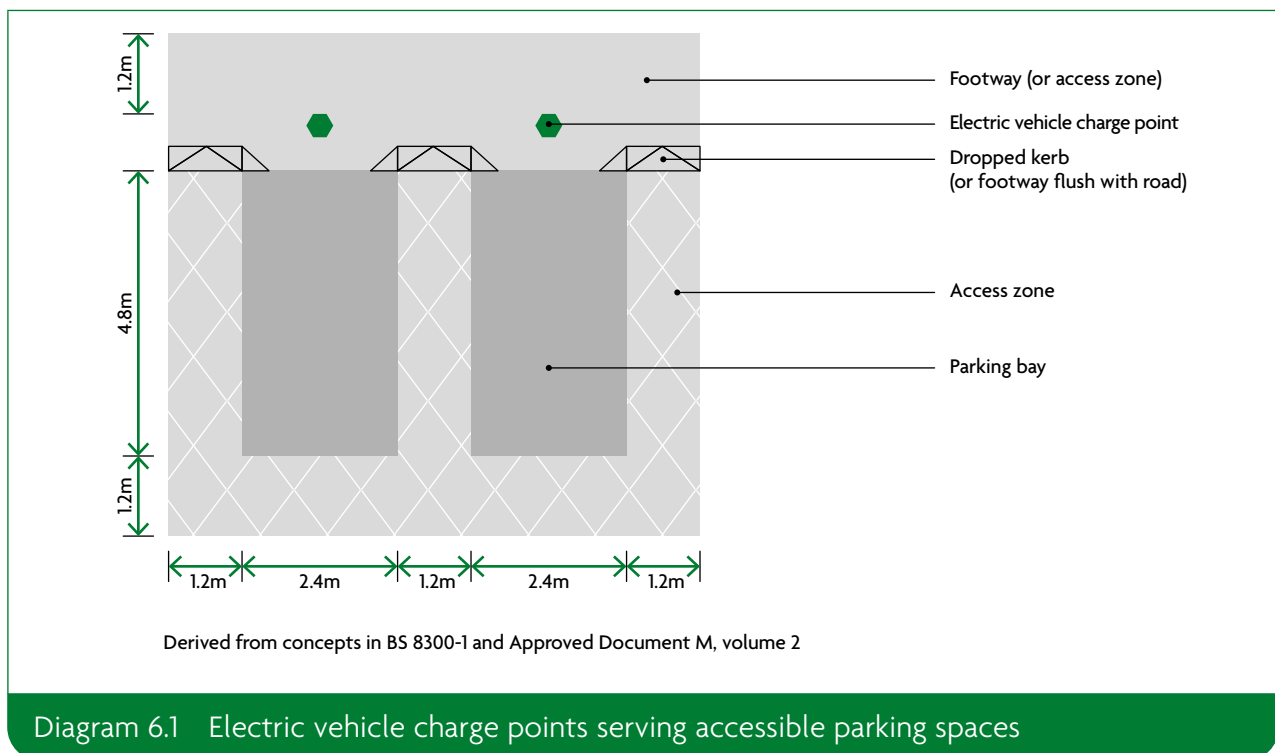 1.2m
Footway (or access zone)
Electric vehicle charge point
Dropped kerb
(or footway flush with road)
4.8m
Access zone
Parking bay
1.2m
1.2m 2.4m 1.2m 2.4m 1.2m
Derived from concepts in BS 8300-1 and Approved Document M, volume 2
Diagram 6.1 Electric vehicle charge points serving accessible parking spaces